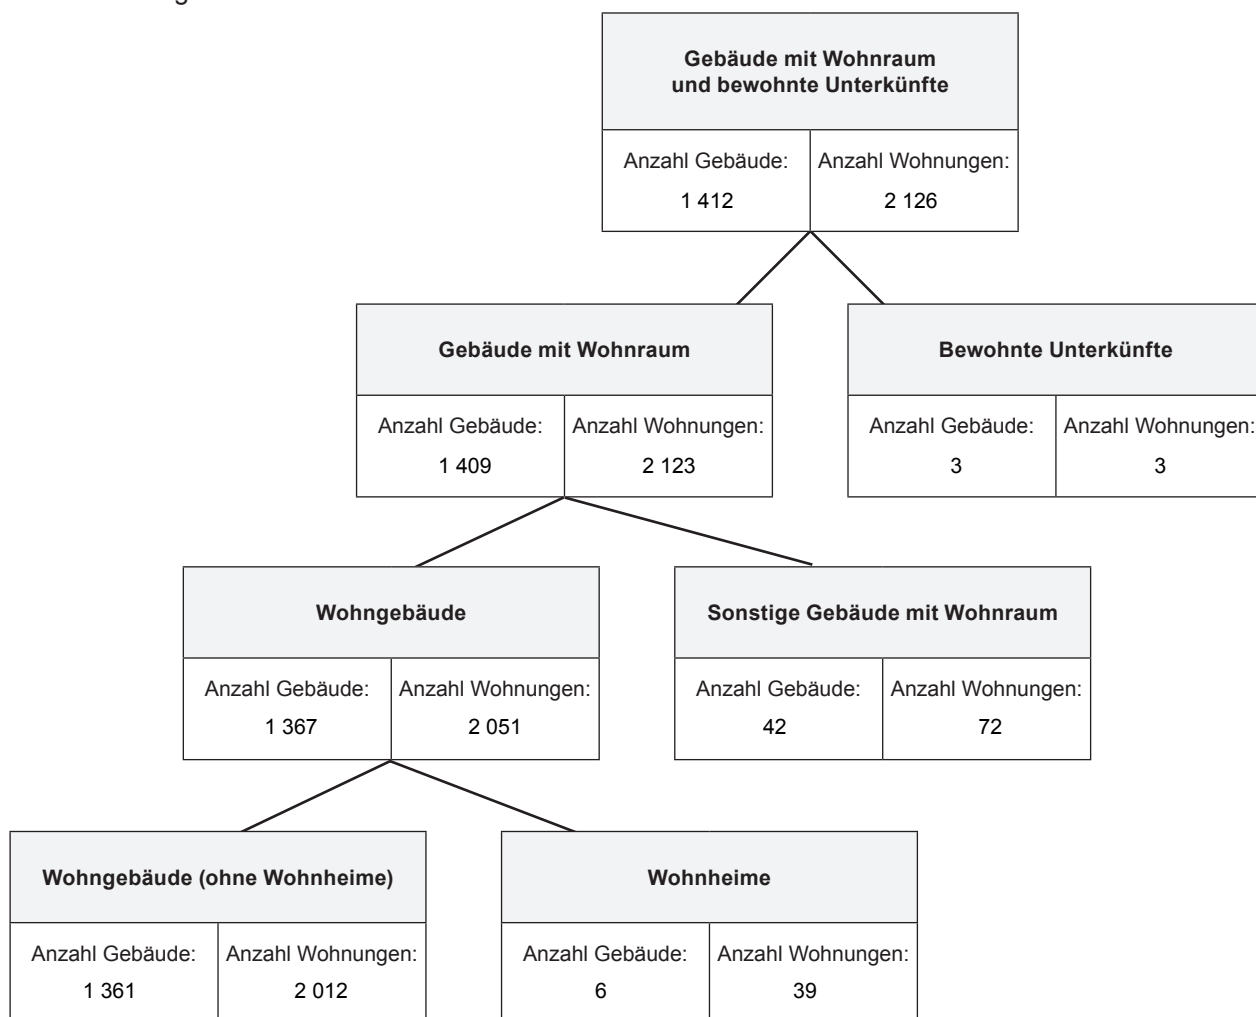 Gebäude mit Wohnraum
und bewohnte Unterkünfte
Anzahl Gebäude: Anzahl Wohnungen:
1 412 2 126
Gebäude mit Wohnraum Bewohnte Unterkünfte
Anzahl Gebäude: Anzahl Wohnungen: Anzahl Gebäude: Anzahl Wohnungen:
1 409 2 123 3 3
Wohngebäude Sonstige Gebäude mit Wohnraum
Anzahl Gebäude: Anzahl Wohnungen: Anzahl Gebäude: Anzahl Wohnungen:
1 367 2 051 42 72
Wohngebäude (ohne Wohnheime) Wohnheime
Anzahl Gebäude: Anzahl Wohnungen: Anzahl Gebäude: Anzahl Wohnungen:
1 361 2 012 6 39